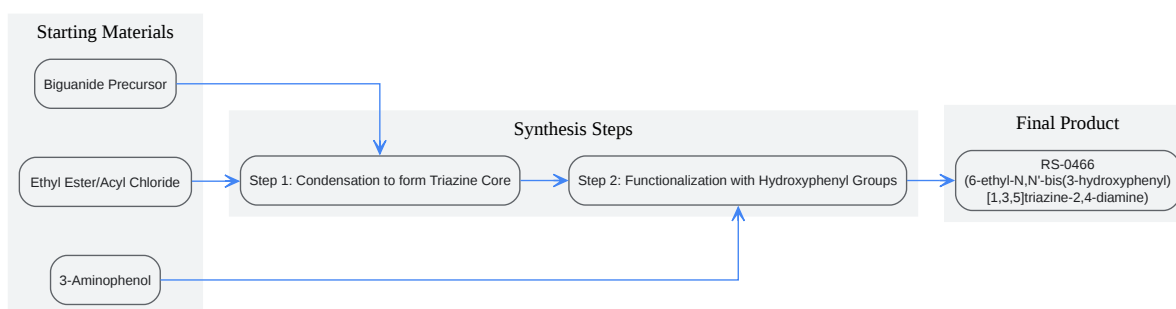 Starting Materials
Biguanide Precursor
Ethyl Ester/Acyl Chloride
3-Aminophenol
Synthesis Steps
Step 1: Condensation to form Triazine Core
Step 2: Functionalization with Hydroxyphenyl Groups
Final Product
RS-0466
(6-ethyl-N,N'-bis(3-hydroxyphenyl)
[1,3,5]triazine-2,4-diamine)